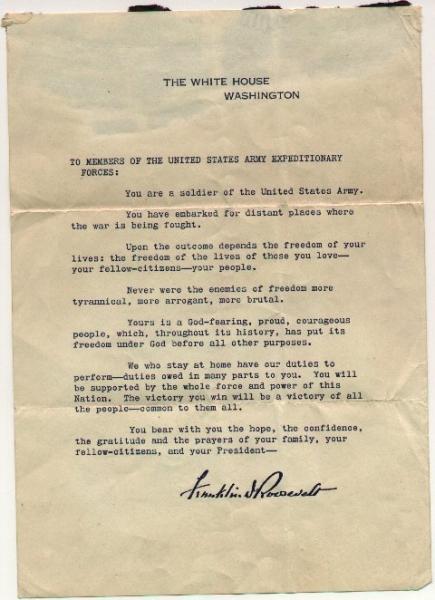 THE WHITE HOUSE
WASHINGTON
TO MEMBERS OF THE UNITED STATES ARMY EXPEDITIONARY
FORCES:
You are a soldier of the United States Army.
You have embarked for distant places where
the war is being fought.
Upon the outcome depends the freedom of your
lives: the freedom of the lives of those you love—
your fellow-citizens—your people.
Never were the enemies of freedom more
tyrannical, more arrogant, more brutal.
Yours is a God-fearing, proud, courageous
people, which, throughout its history, has put its
freedom under God before all other purposes.
We who stay at home have our duties to
perform—duties owed in many parts to you. You will
be supported by the whole force and power of this
Nation. The victory you win will be a victory of all
the people—common to them all.
You bear with you the hope, the confidence,
the gratitude and the prayers of your family, your
fellow-citizens, and your President—
Franklin D Roosevelt